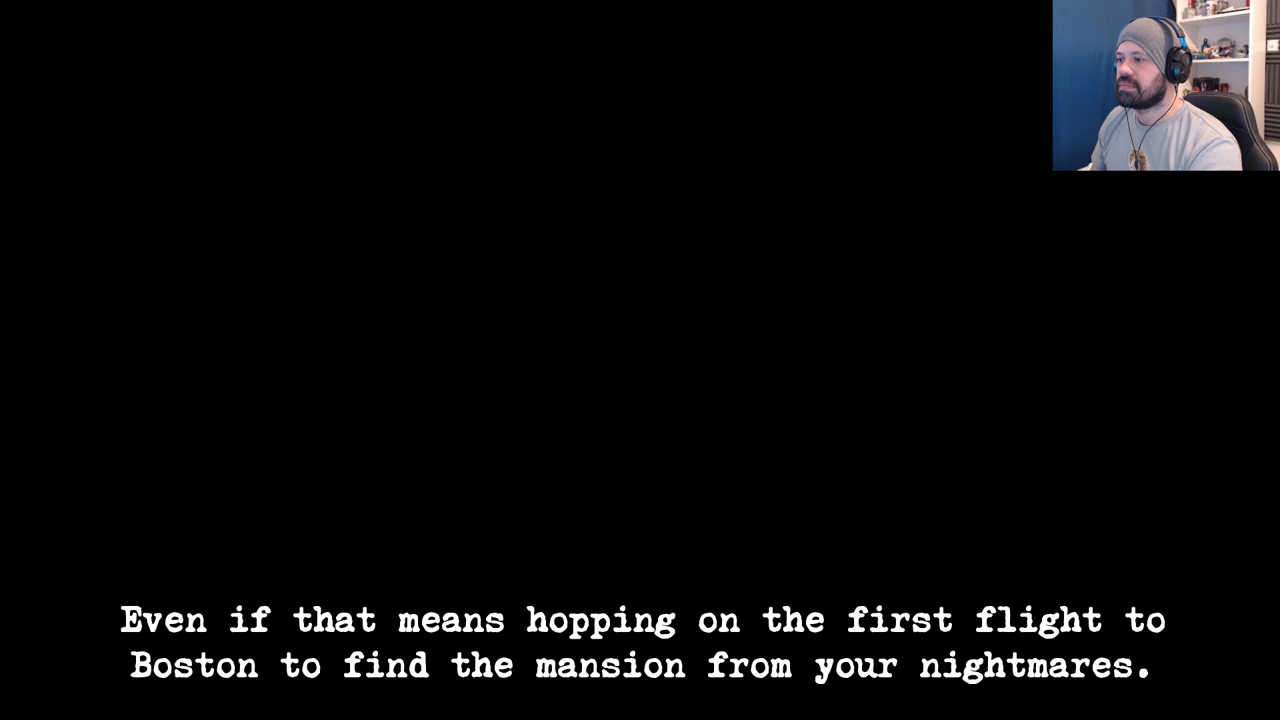 Even if that means hopping on the first flight to
Boston to find the mansion from your nightmares.